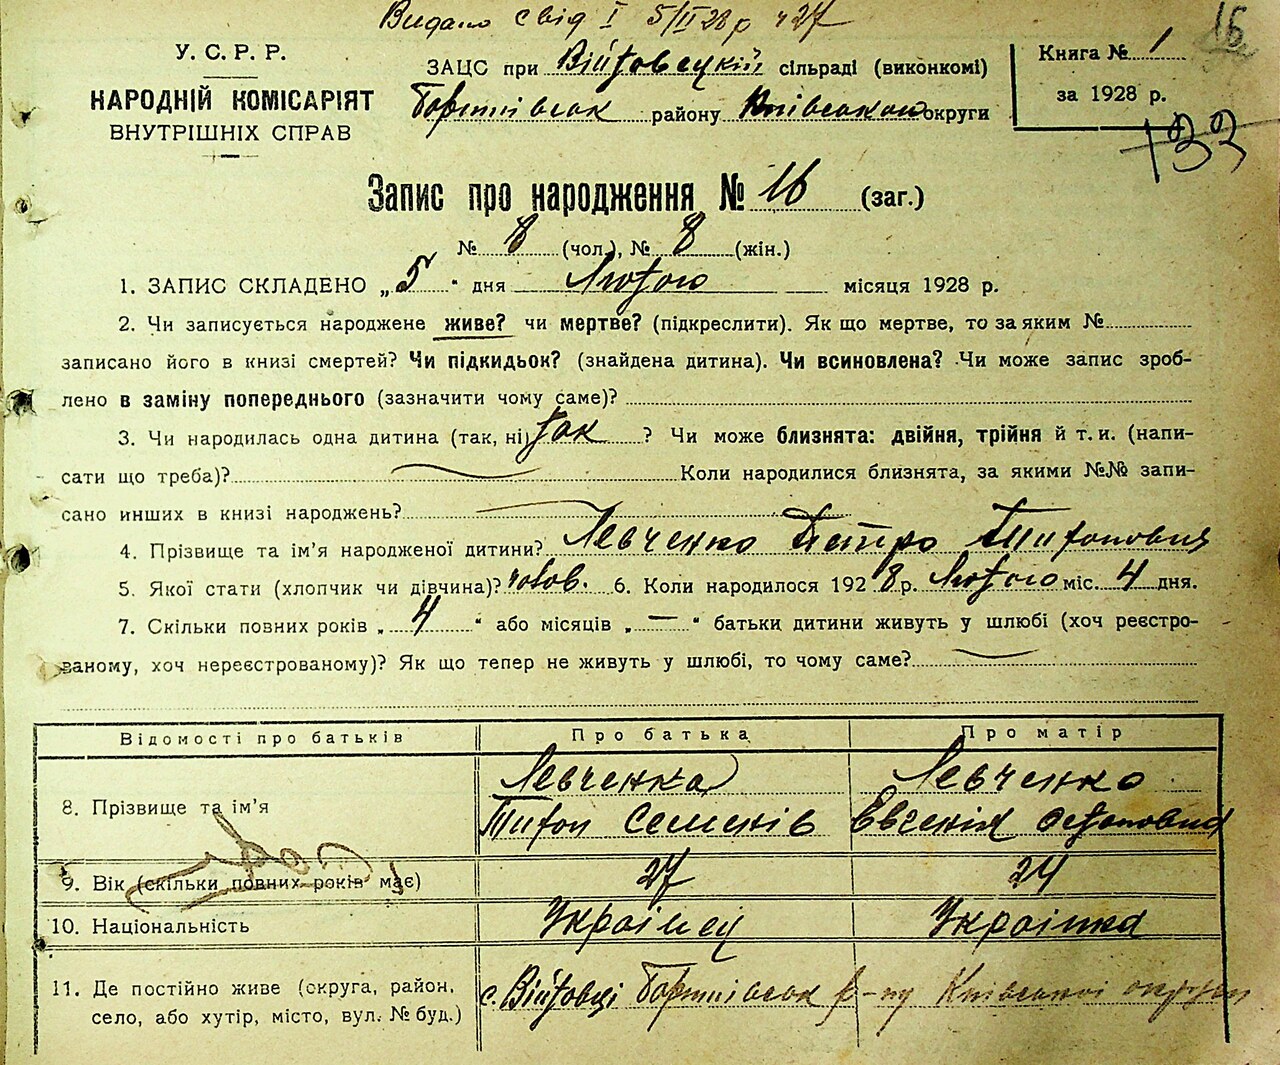 Видано свід I 5/II 28 р ч 27
16
У. С. Р. Р.
НАРОДНІЙ КОМІСАРІЯТ
ВНУТРІШНІХ СПРАВ
ЗАЦС при Війтовецкій сільраді (виконкомі)
району округи
Книга № 1
за 1928 р.
133
Запис про народження № 16 (заг.)
№ 8 (чол.), № 8 (жін.)
1. ЗАПИС СКЛАДЕНО „5" дня Лютого місяця 1928 р.
2. Чи записується народжене живе? чи мертве? (підкреслити). Як що мертве, то за яким №
записано його в книзі смертей? Чи підкидьок? (знайдена дитина). Чи всиновлена? Чи може запис зроб-
лено в заміну попереднього (зазначити чому саме)?
3. Чи народилась одна дитина (так, ні) так ? Чи може близнята: двійня, трійня й т. и. (напи-
сати що треба)? Коли народилися близнята, за якими №№ запи-
сано инших в книзі народжень?
4. Прізвище та ім'я народженої дитини? Левченко Петро
5. Якої стати (хлопчик чи дівчина)? чолов. 6. Коли народилося 1928 р. Лютого міс. 4 дня.
7. Скільки повних років „4" або місяців „—" батьки дитини живуть у шлюбі (хоч реєстро-
ваному, хоч нереєстрованому)? Як що тепер не живуть у шлюбі, то чому саме?
Відомості про батьків Про батька Про матір
8. Прізвище та ім'я Левченко Тихон Семенів Левченко Евгенія
9. Вік (скільки повних років має) 27 24
10. Національність Украінец Украінка
11. Де постійно живе (округа, район, село, або хутір, місто, вул. № буд.) с. Війтовці р-ну Київської округи